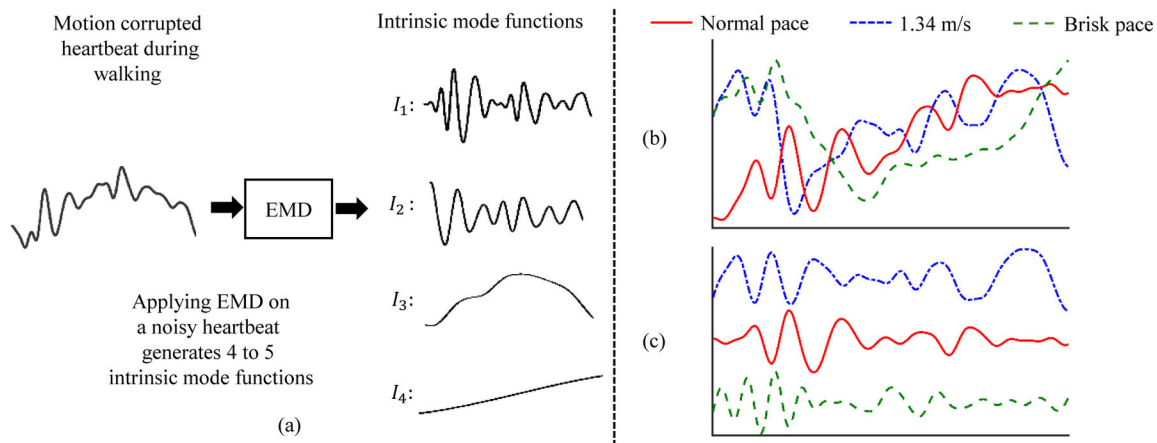 Motion corrupted
heartbeat during
walking
EMD
Applying EMD on
a noisy heartbeat
generates 4 to 5
intrinsic mode functions
Intrinsic mode functions
I1:
I2:
I3:
I4:
(a)
Normal pace
1.34 m/s
Brisk pace
(b)
(c)